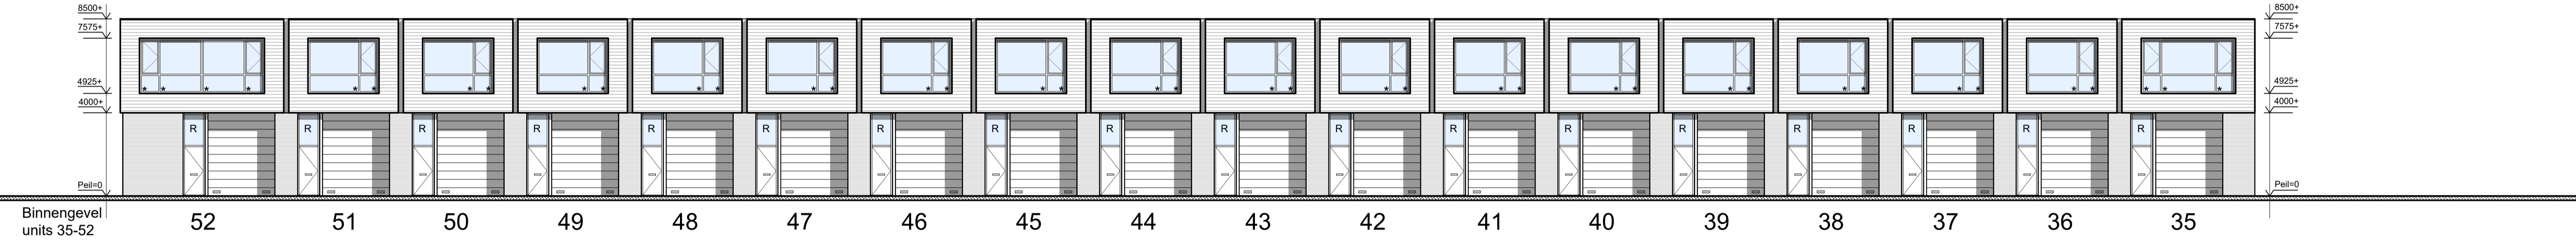 8500+ 8500+
7575+ 7575+
4925+ 4925+
4000+ 4000+
R R R R R R R R R R R R R R R R R R
Peil=0 Peil=0
Binnengevel
units 35-52
52 51 50 49 48 47 46 45 44 43 42 41 40 39 38 37 36 35